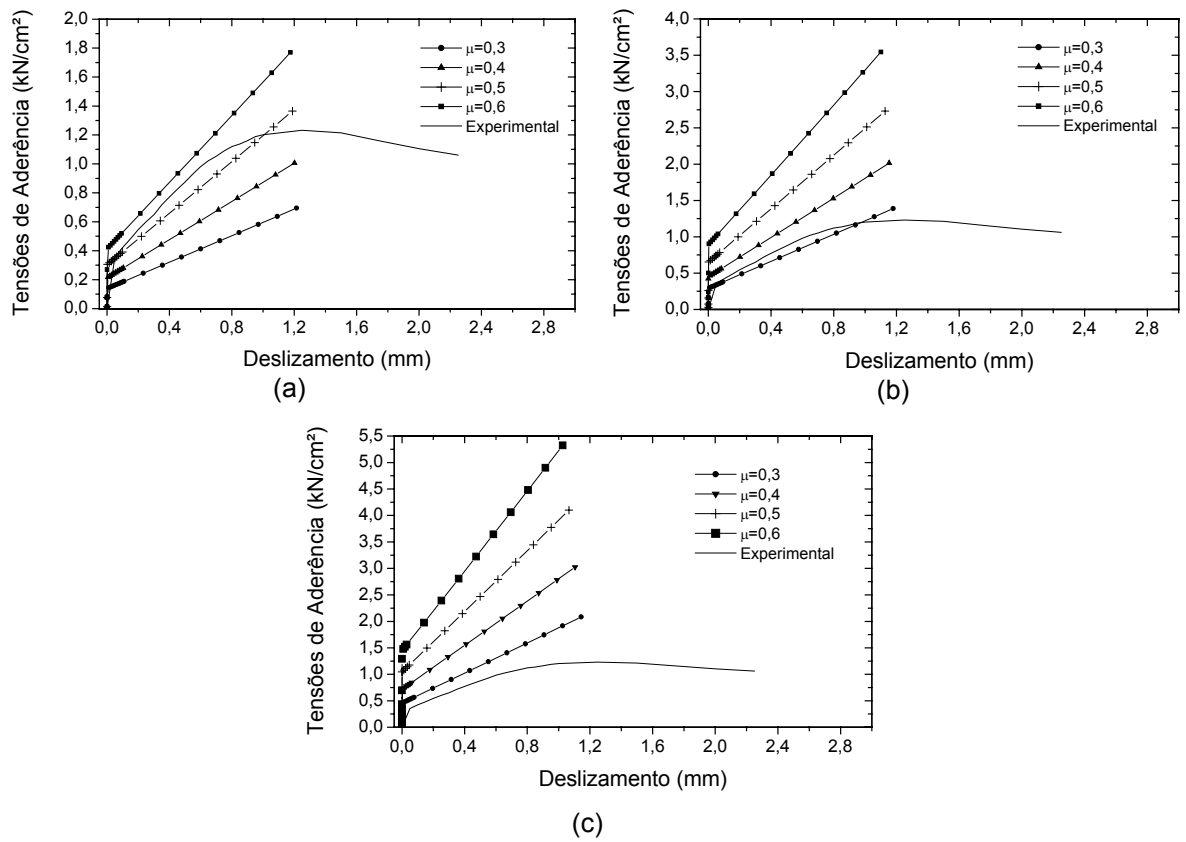 2,0
1,8
1,6
1,4
1,2
1,0
0,8
0,6
0,4
0,2
0,0
Tensões de Aderência (kN/cm²)
0,0 0,4 0,8 1,2 1,6 2,0 2,4 2,8
Deslizamento (mm)
μ=0,3
μ=0,4
μ=0,5
μ=0,6
Experimental
(a)
4,0
3,5
3,0
2,5
2,0
1,5
1,0
0,5
0,0
Tensões de Aderência (kN/cm²)
0,0 0,4 0,8 1,2 1,6 2,0 2,4 2,8
Deslizamento (mm)
μ=0,3
μ=0,4
μ=0,5
μ=0,6
Experimental
(b)
5,5
5,0
4,5
4,0
3,5
3,0
2,5
2,0
1,5
1,0
0,5
0,0
Tensões de Aderência (kN/cm²)
0,0 0,4 0,8 1,2 1,6 2,0 2,4 2,8
Deslizamento (mm)
μ=0,3
μ=0,4
μ=0,5
μ=0,6
Experimental
(c)